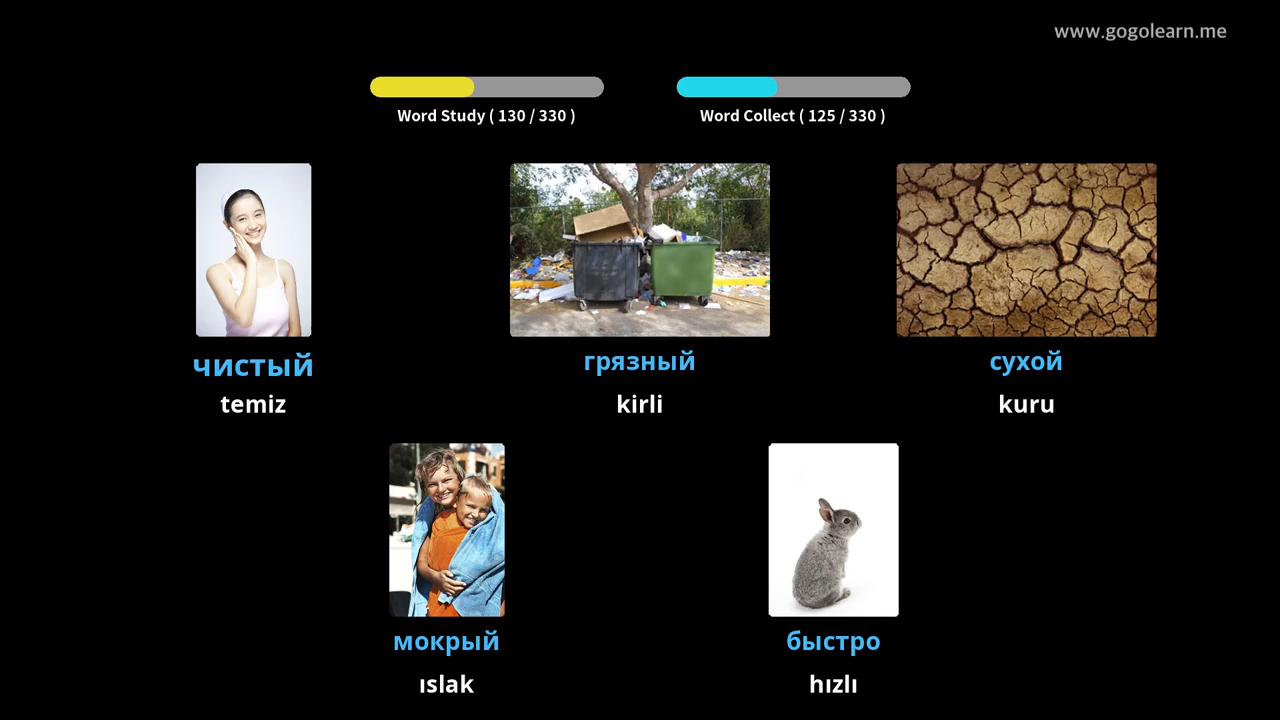 www.gogolearn.me
Word Study ( 130 / 330 )
Word Collect ( 125 / 330 )
чистый
temiz
грязный
kirli
сухой
kuru
мокрый
ıslak
быстро
hızlı